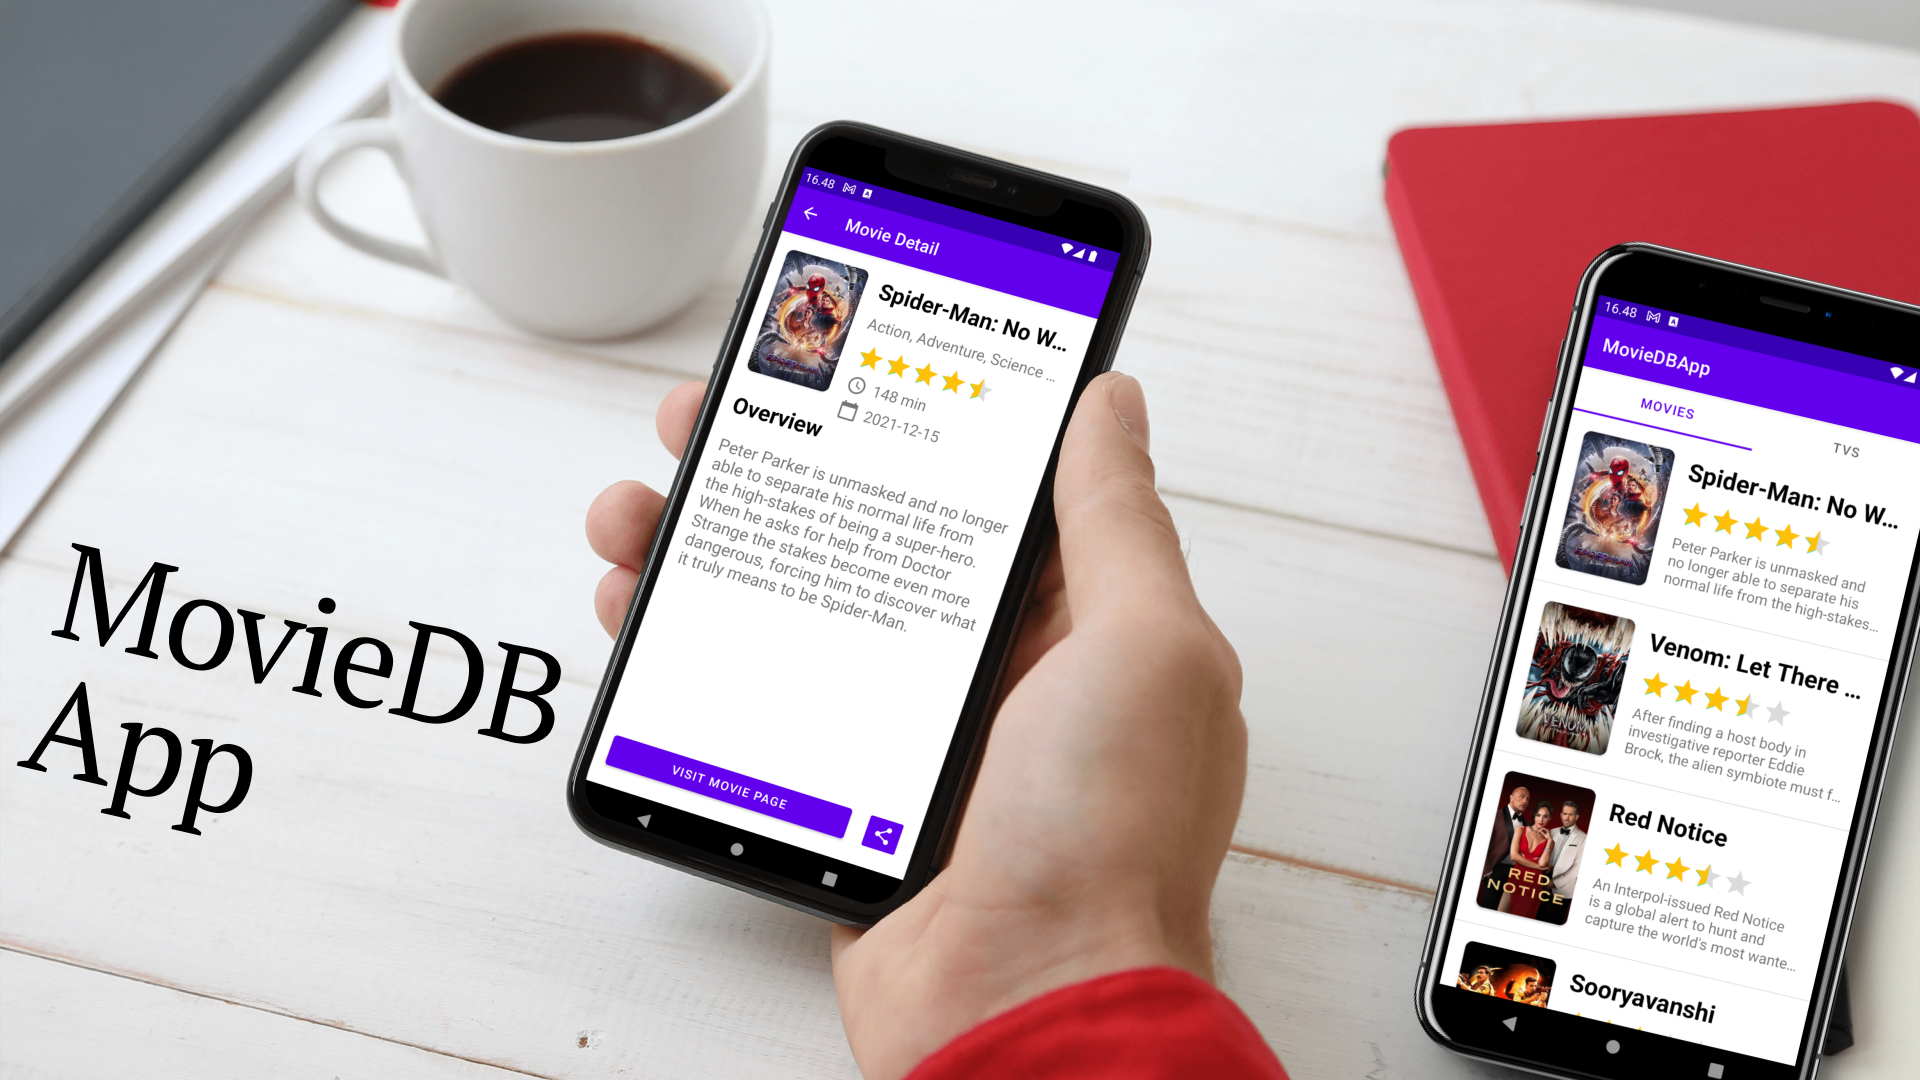 MovieDB
App
16.48
Movie Detail
Spider-Man: No W...
Action, Adventure, Science ...
148 min
2021-12-15
Overview
Peter Parker is unmasked and no longer
able to separate his normal life from
the high-stakes of being a super-hero.
When he asks for help from Doctor
Strange the stakes become even more
dangerous, forcing him to discover what
it truly means to be Spider-Man.
VISIT MOVIE PAGE
16.48
MovieDBApp
MOVIES
TVS
Spider-Man: No W...
Peter Parker is unmasked and
no longer able to separate his
normal life from the high-stakes...
Venom: Let There ...
VENOM
After finding a host body in
investigative reporter Eddie
Brock, the alien symbiote must f...
Red Notice
RED
NOTICE
An Interpol-issued Red Notice
is a global alert to hunt and
capture the world's most wante...
Sooryavanshi